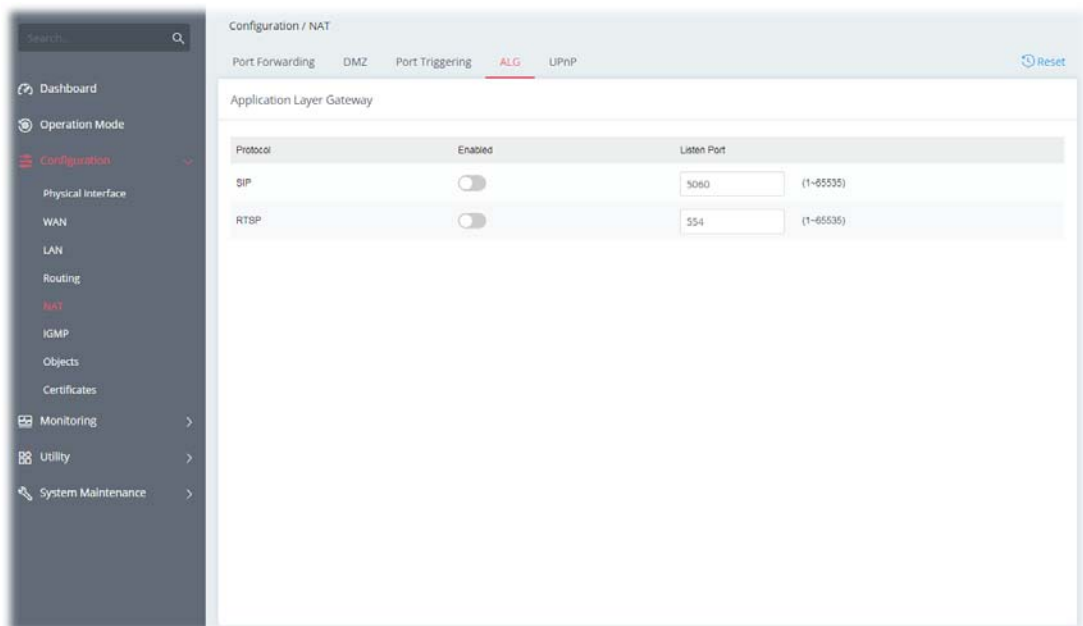 Search...
Dashboard
Operation Mode
Configuration
Physical Interface
WAN
LAN
Routing
NAT
IGMP
Objects
Certificates
Monitoring
Utility
System Maintenance
Configuration / NAT
Port Forwarding DMZ Port Triggering ALG UPnP Reset
Application Layer Gateway
Protocol Enabled Listen Port
SIP 5060 (1~65535)
RTSP 554 (1~65535)